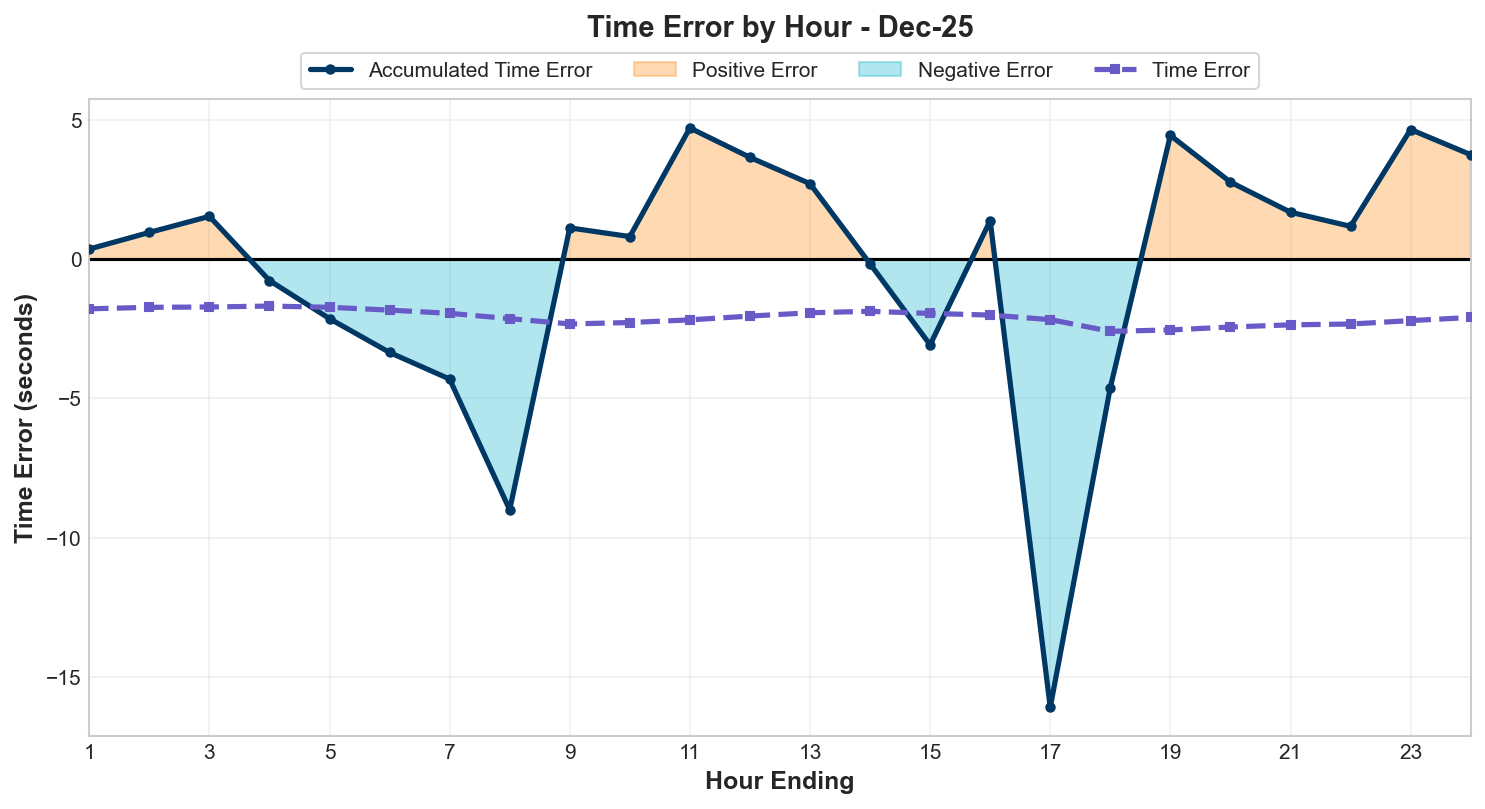 Time Error by Hour - Dec-25
Accumulated Time Error Positive Error Negative Error Time Error
Time Error (seconds)
5
0
−5
−10
−15
1 3 5 7 9 11 13 15 17 19 21 23
Hour Ending